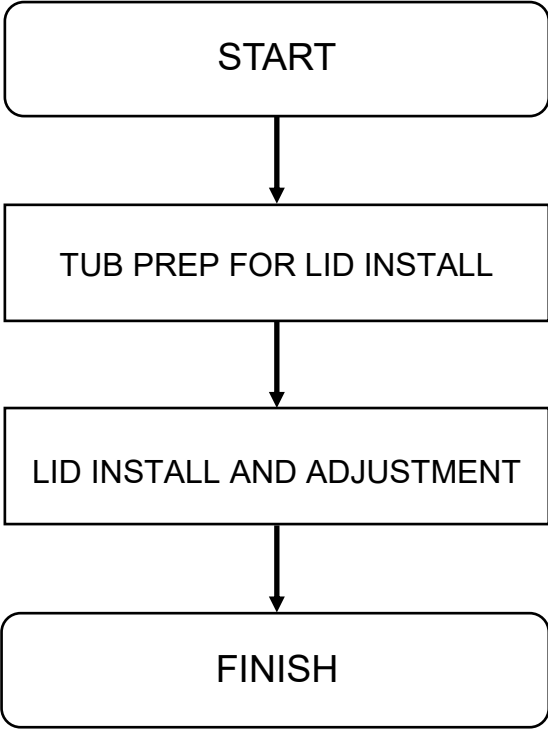 START
TUB PREP FOR LID INSTALL
LID INSTALL AND ADJUSTMENT
FINISH